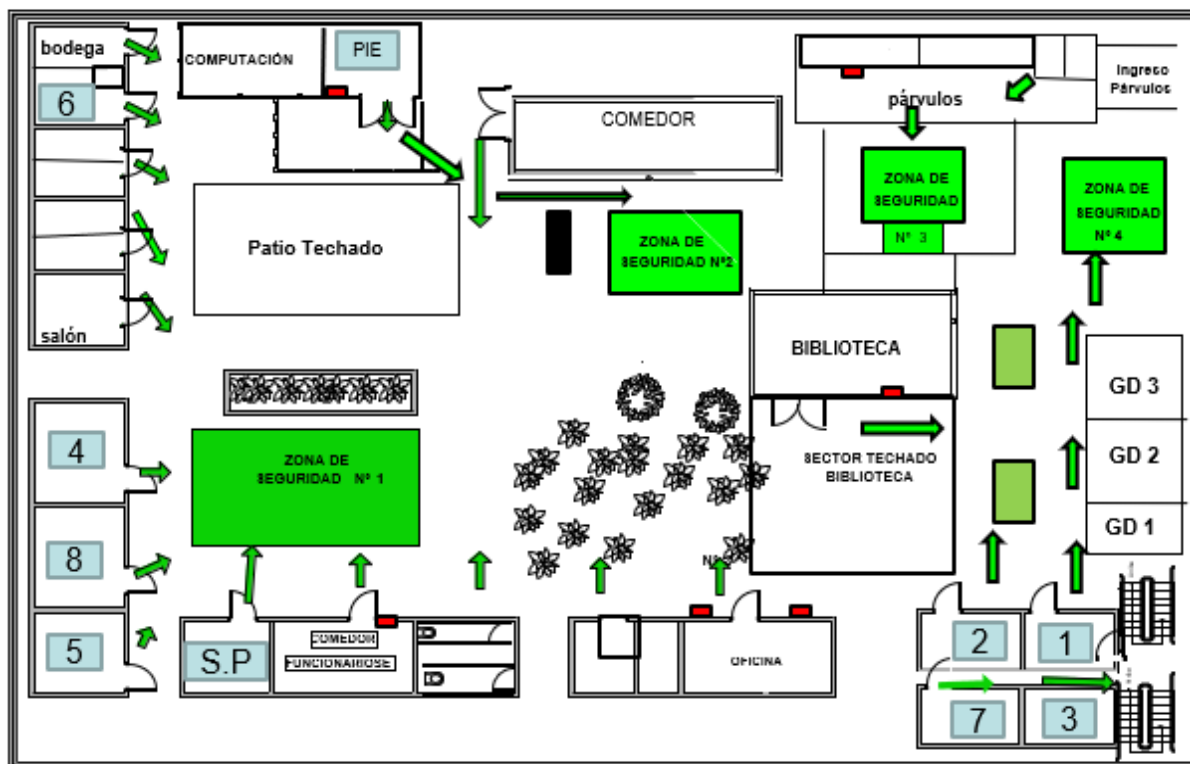 bodega
6
salón
COMPUTACIÓN
PIE
COMEDOR
párvulos
Ingreso
Párvulos
ZONA DE
SEGURIDAD
Nº 3
ZONA DE
SEGURIDAD
Nº 4
Patio Techado
ZONA DE
SEGURIDAD Nº2
BIBLIOTECA
GD 3
GD 2
GD 1
4
8
5
ZONA DE
SEGURIDAD Nº 1
SECTOR TECHADO
BIBLIOTECA
S.P
COMEDOR
FUNCIONARIOSE
OFICINA
2
1
7
3